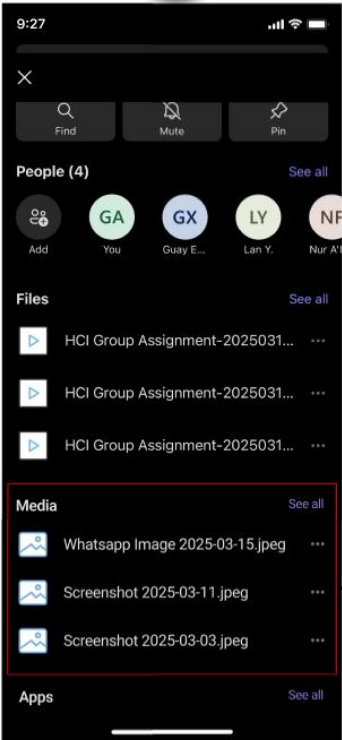 9:27
Find
Mute
Pin
People (4)
See all
GA
GX
LY
NF
Add
You
Guay E...
Lan Y.
Nur A'I
Files
See all
HCI Group Assignment-2025031...
HCI Group Assignment-2025031...
HCI Group Assignment-2025031...
Media
See all
Whatsapp Image 2025-03-15.jpeg
Screenshot 2025-03-11.jpeg
Screenshot 2025-03-03.jpeg
Apps
See all